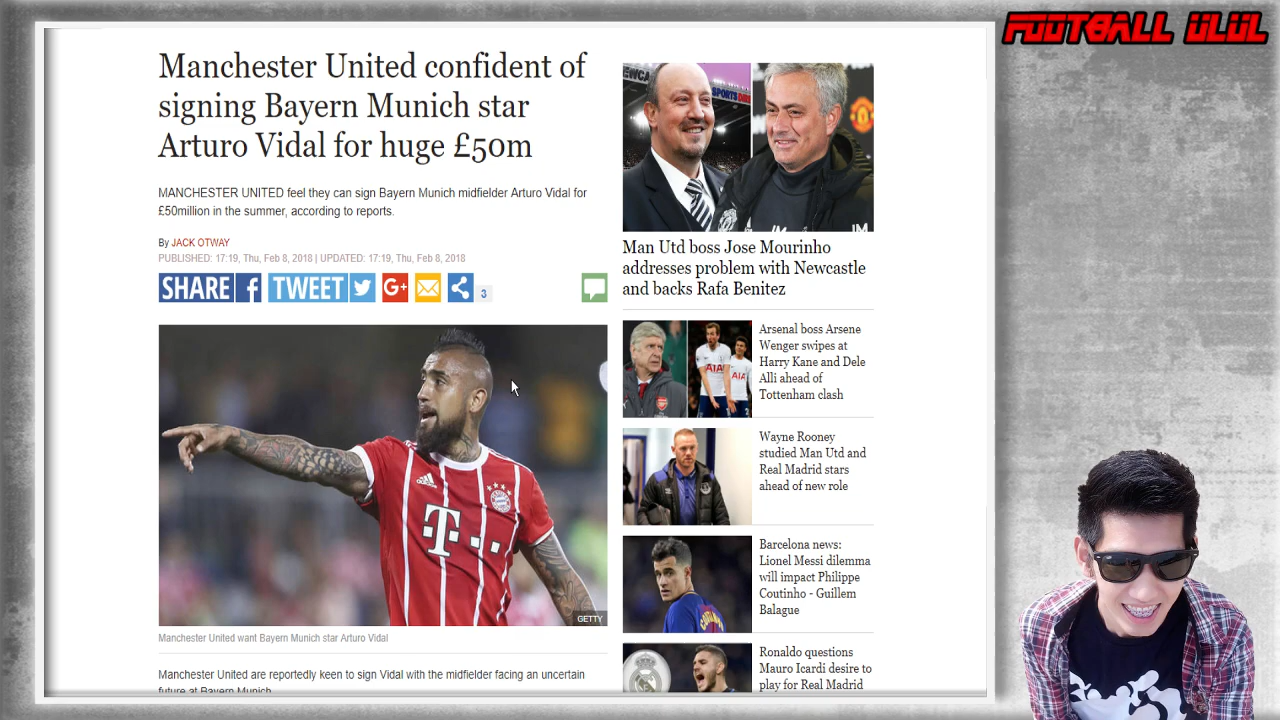 FOOTBALL ULUL
Manchester United confident of
signing Bayern Munich star
Arturo Vidal for huge £50m
MANCHESTER UNITED feel they can sign Bayern Munich midfielder Arturo Vidal for
£50million in the summer, according to reports.
By JACK OTWAY
PUBLISHED: 17:19, Thu, Feb 8, 2018 | UPDATED: 17:19, Thu, Feb 8, 2018
SHARE f TWEET G+ 3
GETTY
Manchester United want Bayern Munich star Arturo Vidal
Manchester United are reportedly keen to sign Vidal with the midfielder facing an uncertain
future at Bayern Munich
SPORTS
Man Utd boss Jose Mourinho
addresses problem with Newcastle
and backs Rafa Benitez
Arsenal boss Arsene
Wenger swipes at
Harry Kane and Dele
Alli ahead of
Tottenham clash
AIA
AIA
Wayne Rooney
studied Man Utd and
Real Madrid stars
ahead of new role
Barcelona news:
Lionel Messi dilemma
will impact Philippe
Coutinho - Guillem
Balague
Ronaldo questions
Mauro Icardi desire to
play for Real Madrid
T